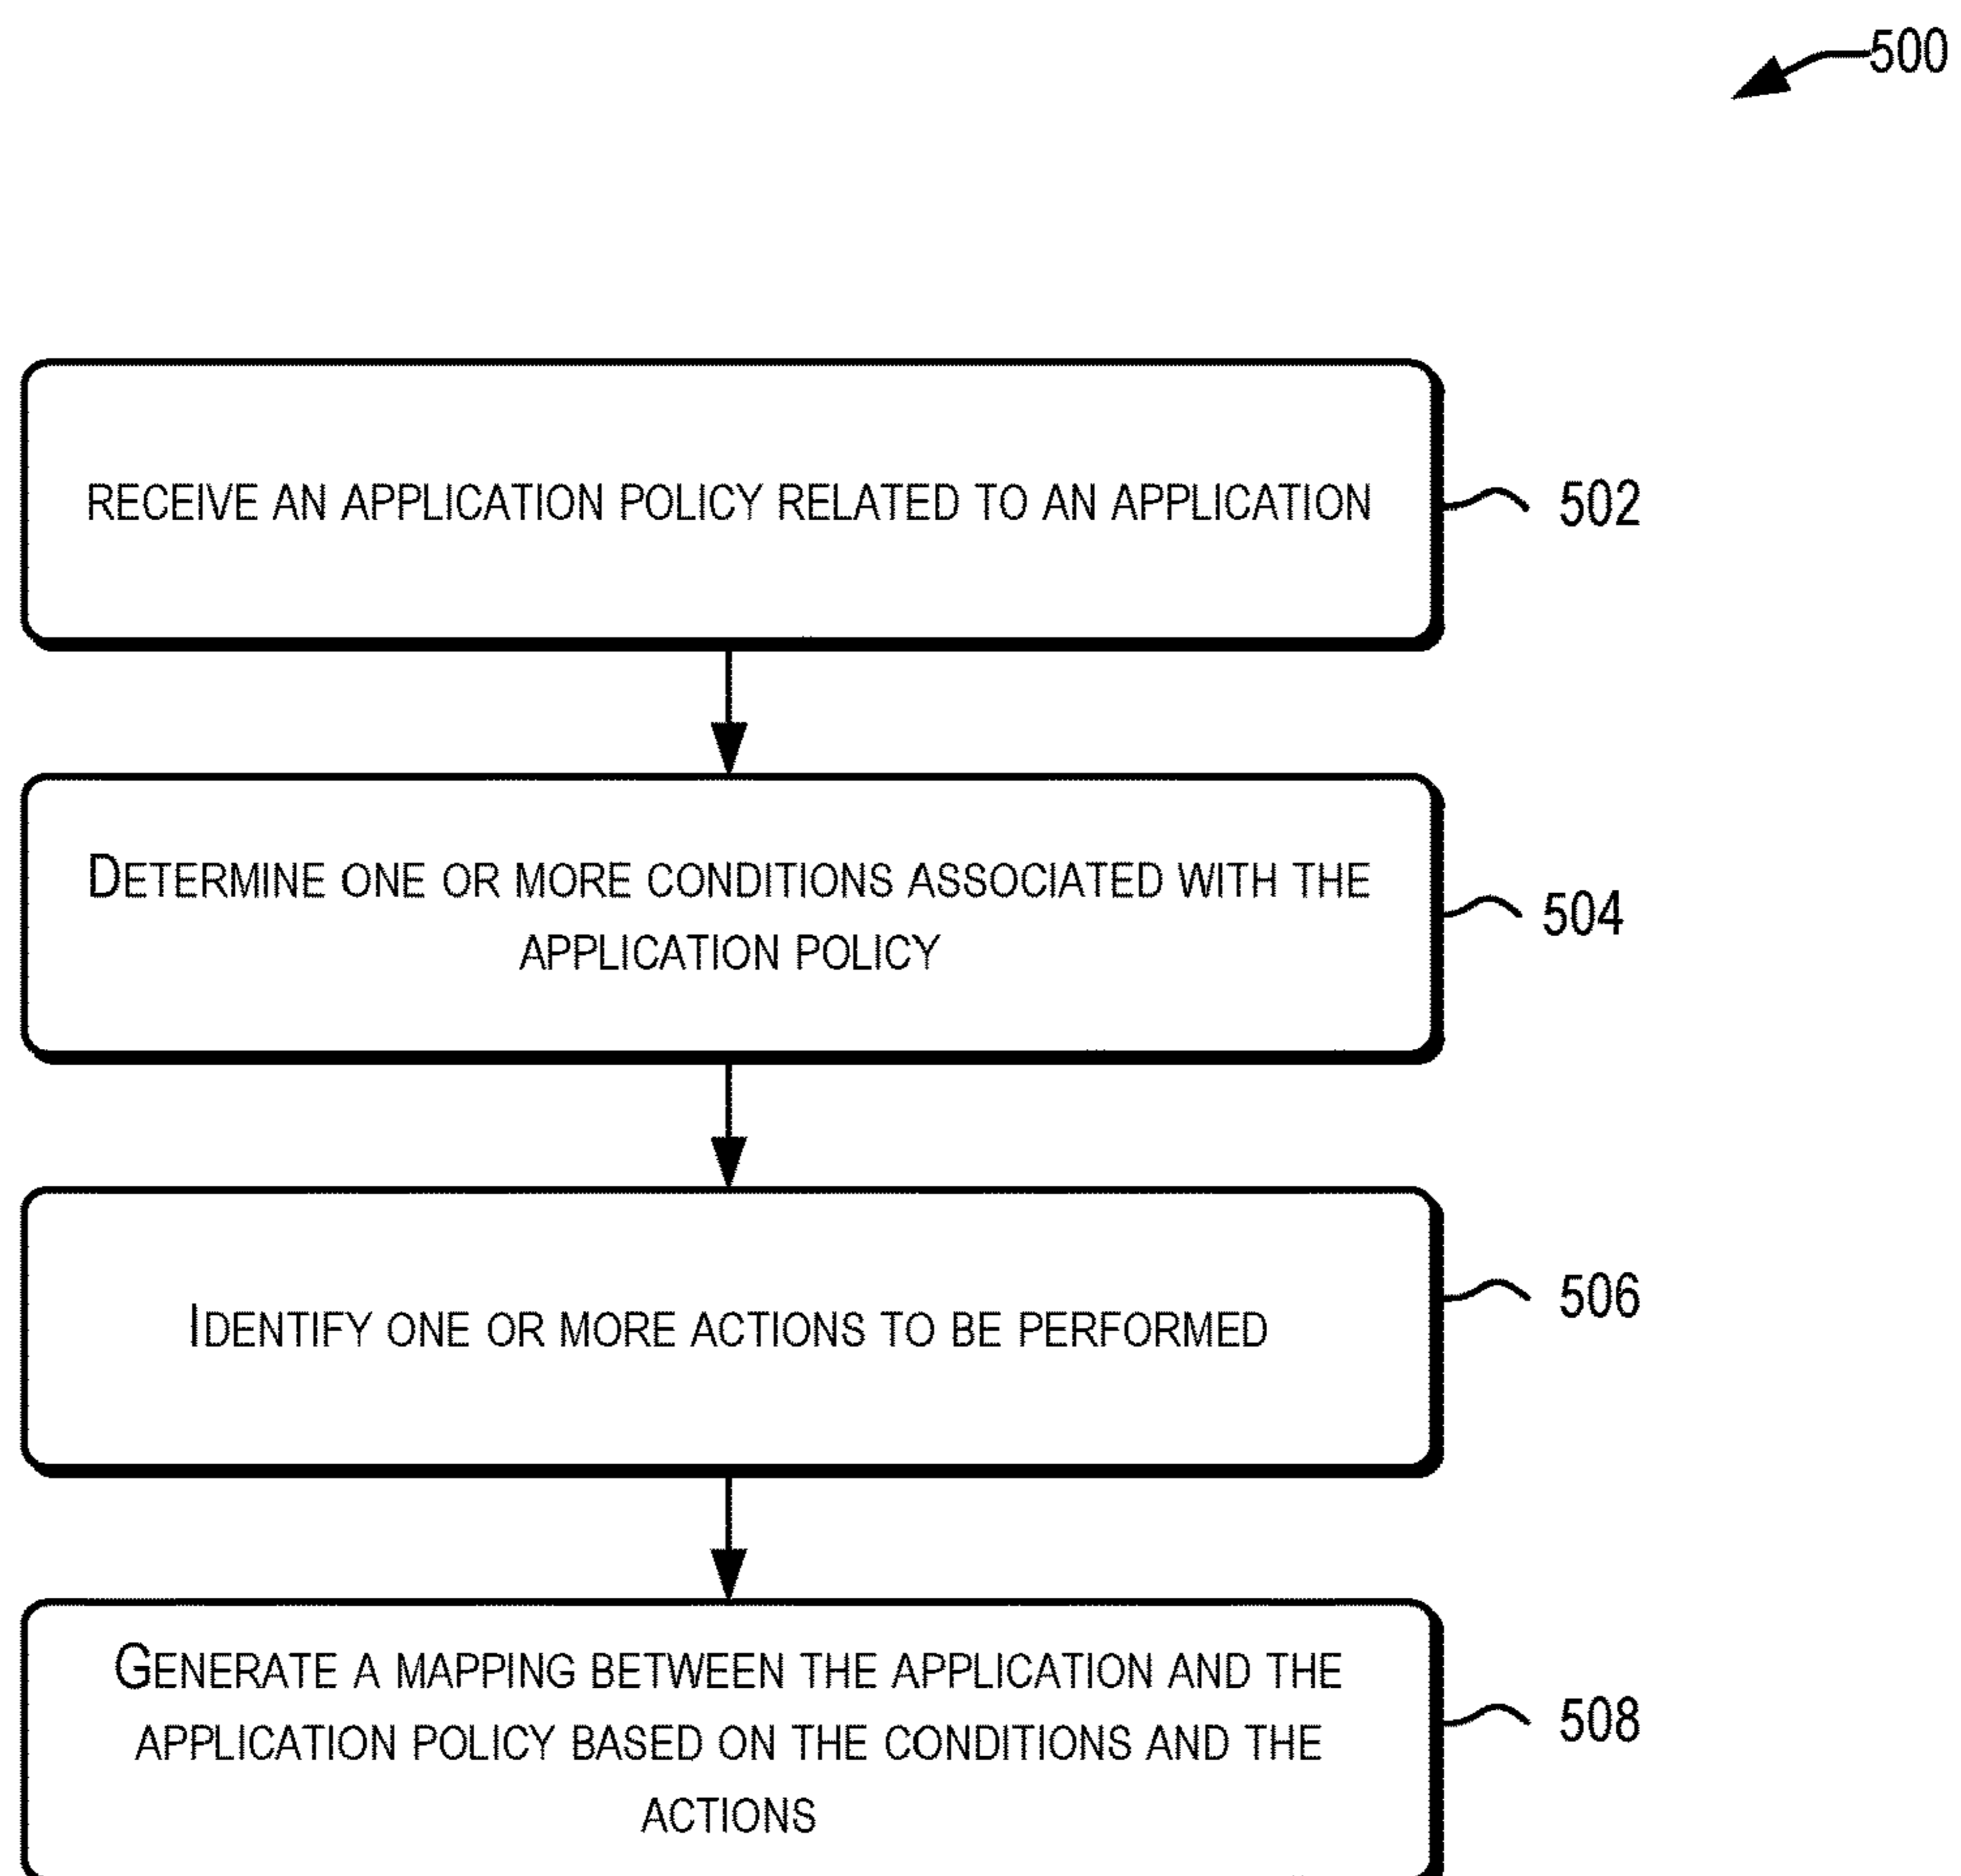 500
RECEIVE AN APPLICATION POLICY RELATED TO AN APPLICATION
502
DETERMINE ONE OR MORE CONDITIONS ASSOCIATED WITH THE
APPLICATION POLICY
504
IDENTIFY ONE OR MORE ACTIONS TO BE PERFORMED
506
GENERATE A MAPPING BETWEEN THE APPLICATION AND THE
APPLICATION POLICY BASED ON THE CONDITIONS AND THE
ACTIONS
508